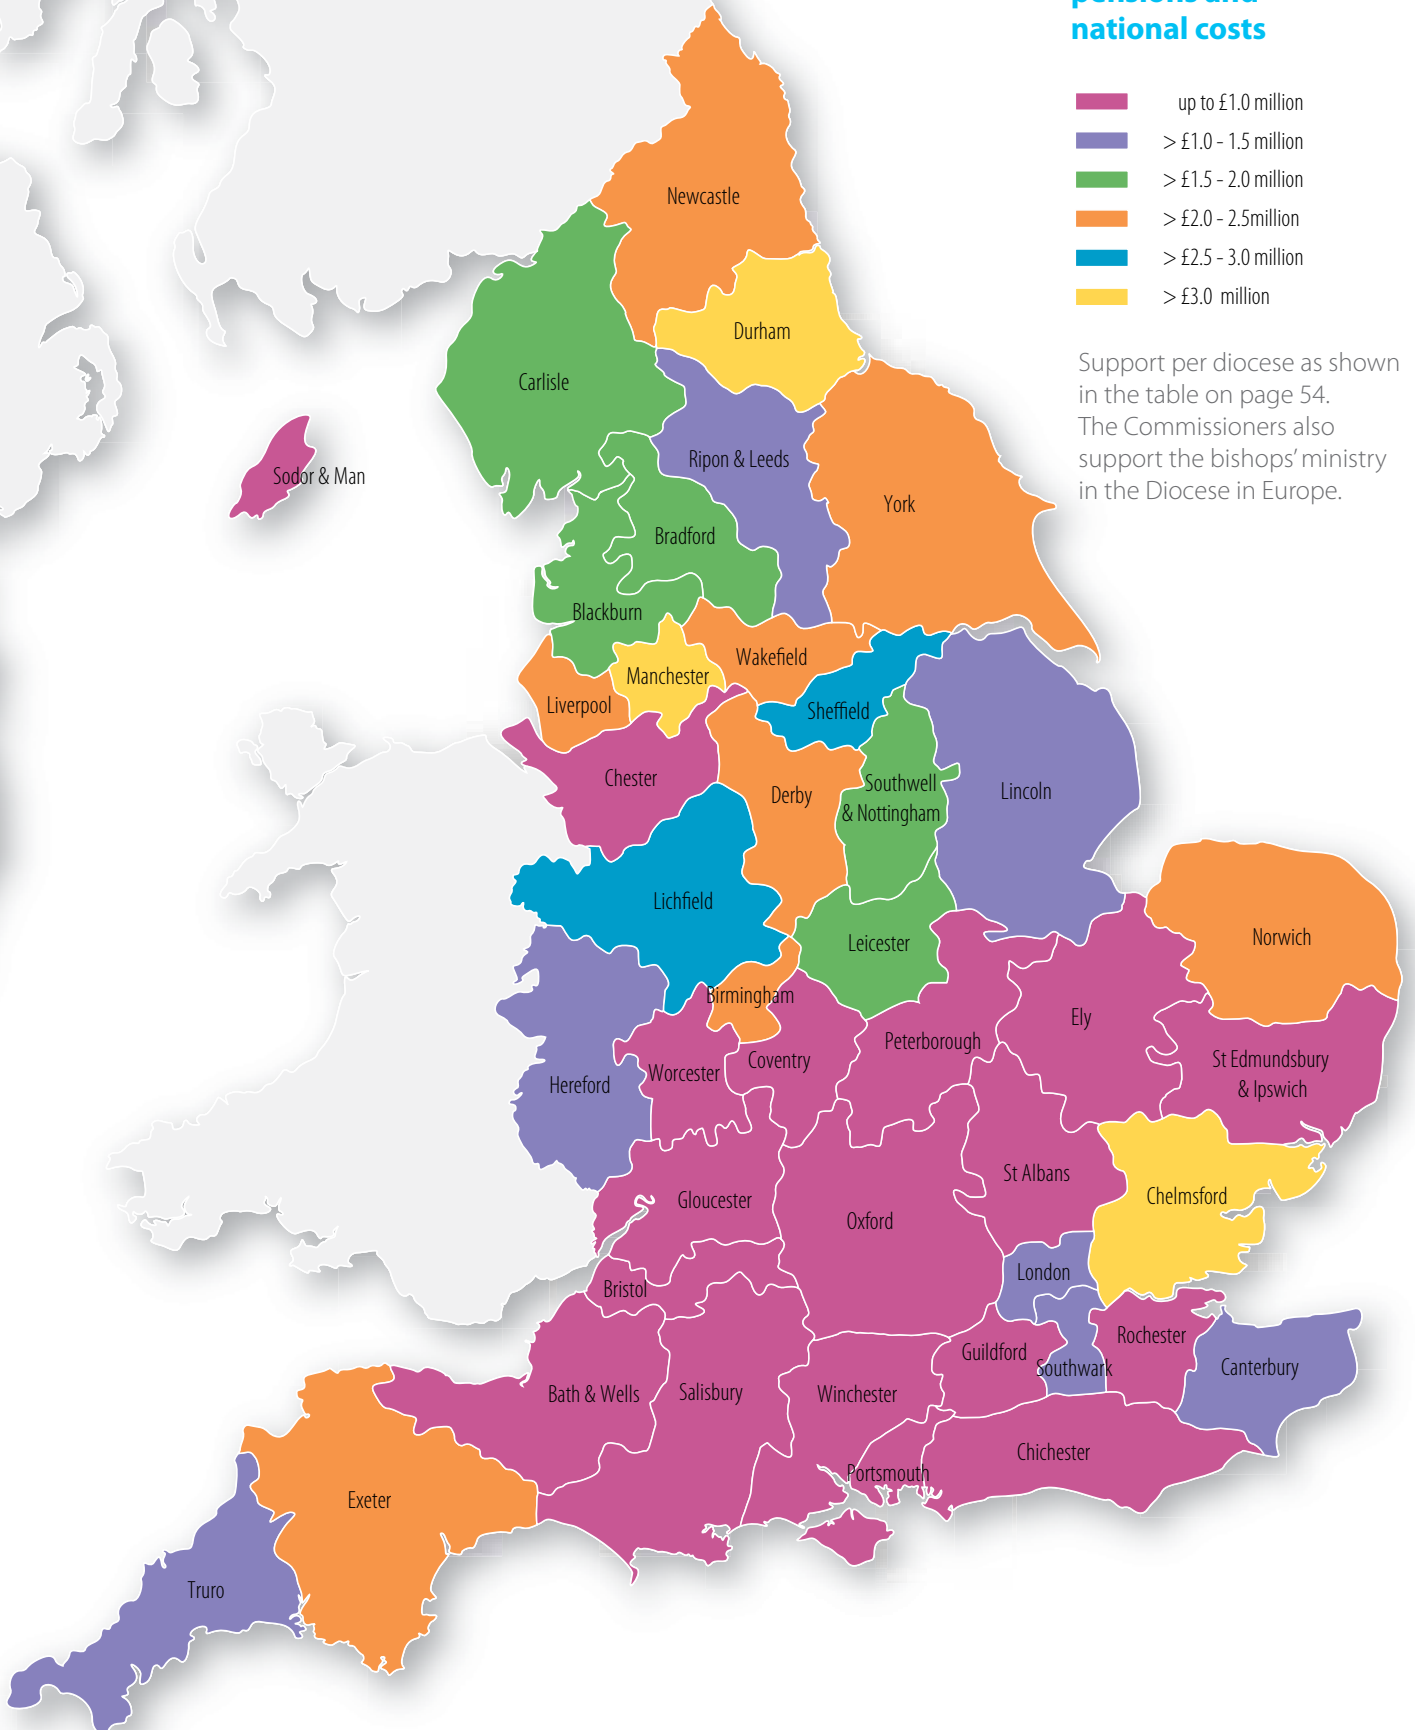 pensions and
national costs
up to £1.0 million
> £1.0 - 1.5 million
> £1.5 - 2.0 million
> £2.0 - 2.5million
> £2.5 - 3.0 million
> £3.0 million
Support per diocese as shown
in the table on page 54.
The Commissioners also
support the bishops’ ministry
in the Diocese in Europe.
Newcastle
Durham
Carlisle
Ripon & Leeds
Sodor & Man
York
Bradford
Blackburn
Wakefield
Manchester
Liverpool
Sheffield
Chester
Derby
Southwell
& Nottingham
Lincoln
Lichfield
Leicester
Norwich
Birmingham
Ely
Peterborough
Coventry
Worcester
St Edmundsbury
& Ipswich
Hereford
St Albans
Chelmsford
Gloucester
Oxford
London
Bristol
Rochester
Guildford
Southwark
Canterbury
Bath & Wells
Salisbury
Winchester
Chichester
Portsmouth
Exeter
Truro